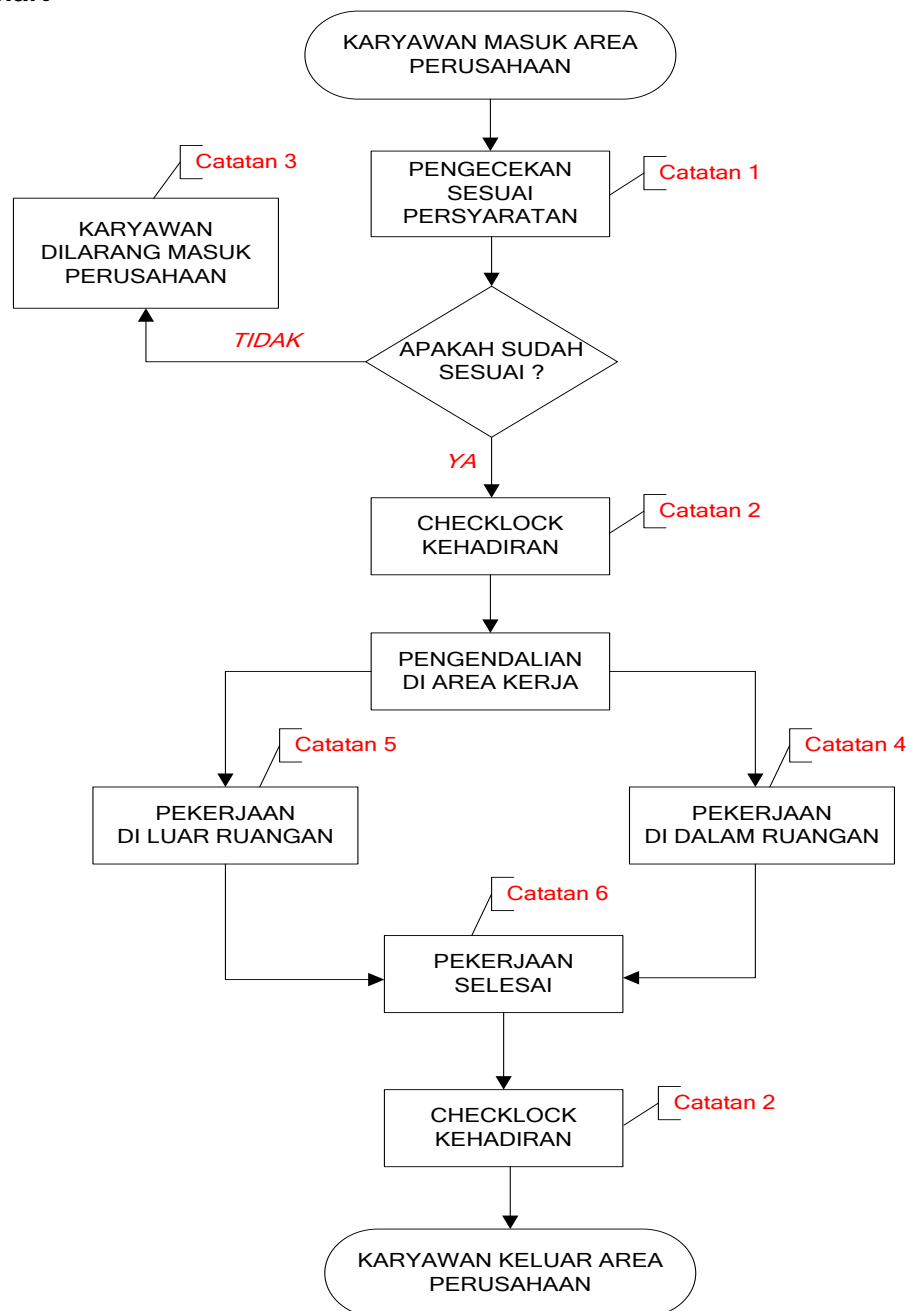 KARYAWAN MASUK AREA
PERUSAHAAN
Catatan 3
PENGECEKAN
SESUAI
PERSYARATAN
Catatan 1
KARYAWAN
DILARANG MASUK
PERUSAHAAN
TIDAK
APAKAH SUDAH
SESUAI ?
YA
CHECKLOCK
KEHADIRAN
Catatan 2
PENGENDALIAN
DI AREA KERJA
Catatan 5
Catatan 4
PEKERJAAN
DI LUAR RUANGAN
PEKERJAAN
DI DALAM RUANGAN
Catatan 6
PEKERJAAN
SELESAI
CHECKLOCK
KEHADIRAN
Catatan 2
KARYAWAN KELUAR AREA
PERUSAHAAN